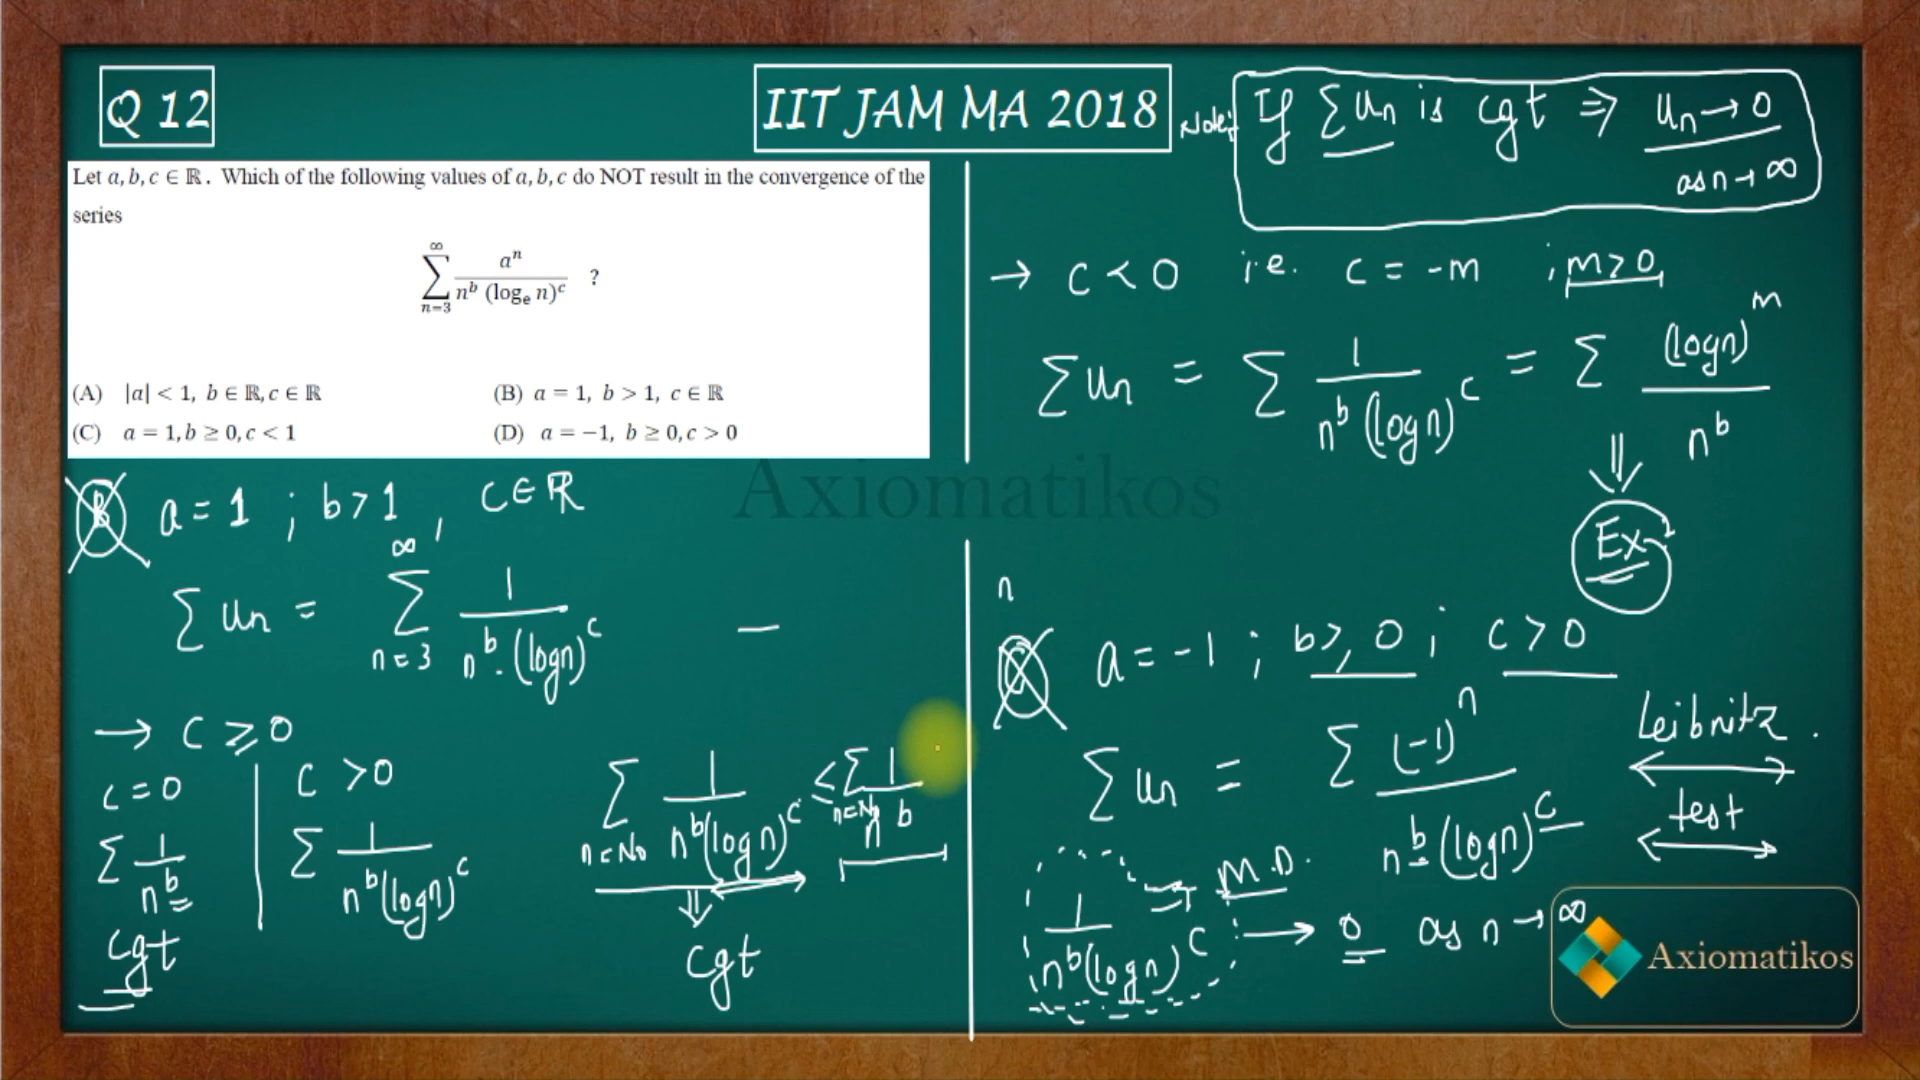 Q 12
IIT JAM MA 2018
Let a, b, c ∈ ℝ. Which of the following values of a, b, c do NOT result in the convergence of the
series
∑_{n=3}^{∞} aⁿ / (n^b (logₑ n)^c) ?
(A) |a| < 1, b ∈ ℝ, c ∈ ℝ
(B) a = 1, b > 1, c ∈ ℝ
(C) a = 1, b ≥ 0, c < 1
(D) a = −1, b ≥ 0, c > 0
Note: If ∑ un is cgt ⇒ un → 0
as n → ∞
→ c < 0 i.e. c = -m ; m > 0
∑ un = ∑ 1 / (n^b (log n)^c) = ∑ (log n)^m / n^b
⇓
Ex
B a = 1 ; b > 1, c ∈ ℝ
∑ un = ∑_{n=3}^{∞} 1 / (n^b · (log n)^c) —
→ c ≥ 0
c = 0
∑ 1 / n^b
cgt
c > 0
∑ 1 / (n^b (log n)^c)
∑_{n=N0} 1 / (n^b (log n)^c) ≤ ∑_{n=N0} 1 / n^b
⇓
cgt
n
a = -1 ; b ≥ 0 ; c > 0
∑ un = ∑ (-1)^n / (n^b (log n)^c)
Leibnitz
test
1 / (n^b (log n)^c) → M.D.
→ 0 as n → ∞
Axiomatikos
Axiomatikos